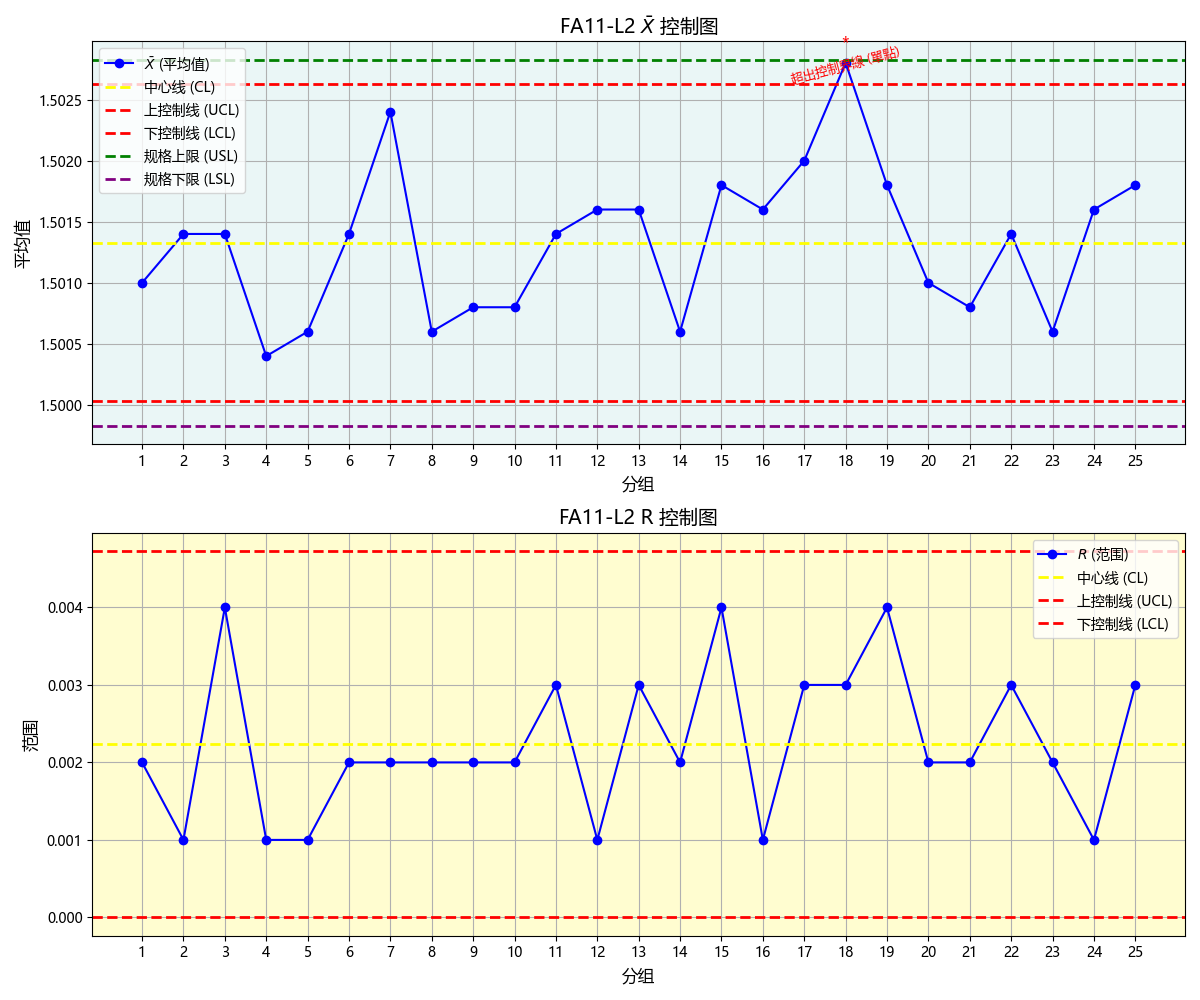 FA11-L2 X̄ 控制图
*
超出控制界線 (單點)
X̄ (平均值)
中心线 (CL)
上控制线 (UCL)
下控制线 (LCL)
规格上限 (USL)
规格下限 (LSL)
平均值
1.5025
1.5020
1.5015
1.5010
1.5005
1.5000
1 2 3 4 5 6 7 8 9 10 11 12 13 14 15 16 17 18 19 20 21 22 23 24 25
分组
FA11-L2 R 控制图
R (范围)
中心线 (CL)
上控制线 (UCL)
下控制线 (LCL)
范围
0.004
0.003
0.002
0.001
0.000
1 2 3 4 5 6 7 8 9 10 11 12 13 14 15 16 17 18 19 20 21 22 23 24 25
分组